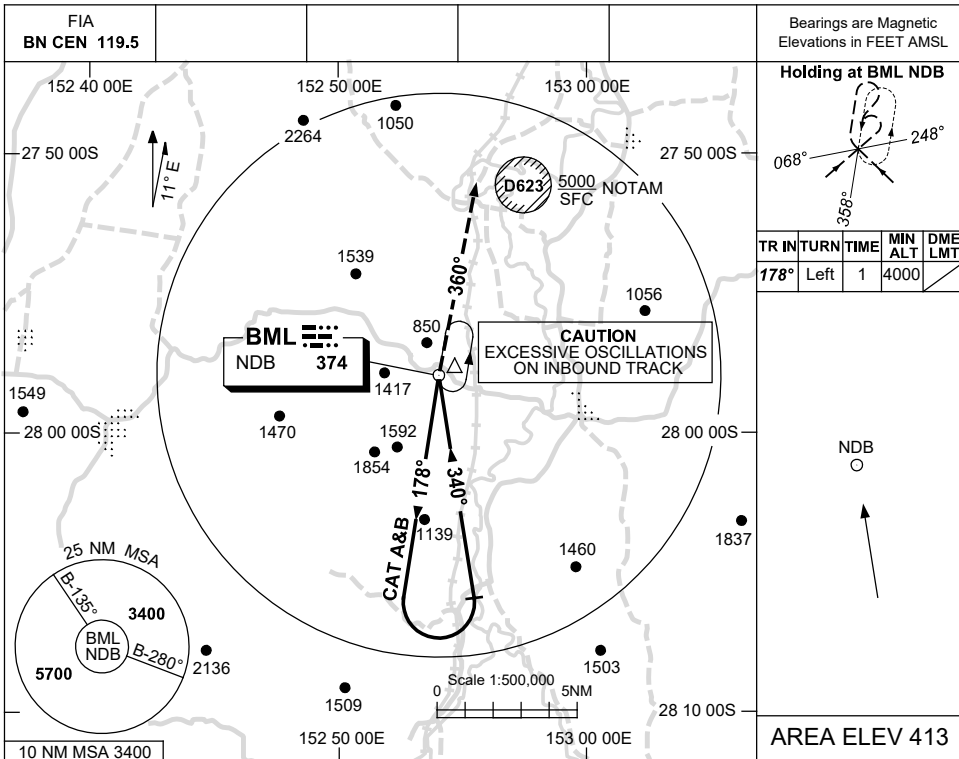 FIA
BN CEN 119.5
Bearings are Magnetic
Elevations in FEET AMSL
152 40 00E
152 50 00E
153 00 00E
Holding at BML NDB
068°
248°
358°
TR IN TURN TIME MIN ALT DME LMT
178° Left 1 4000
27 50 00S
27 50 00S
11° E
2264
1050
D623
5000
SFC
NOTAM
1539
360°
1056
850
BML
NDB 374
CAUTION
EXCESSIVE OSCILLATIONS
ON INBOUND TRACK
1417
1549
1470
28 00 00S
28 00 00S
1592
1854
178°
340°
NDB
1139
CAT A&B
1837
1460
25 NM MSA
B-135°
3400
BML
NDB
B-280°
5700
2136
1503
1509
Scale 1:500,000
0
5NM
28 10 00S
152 50 00E
153 00 00E
10 NM MSA 3400
AREA ELEV 413